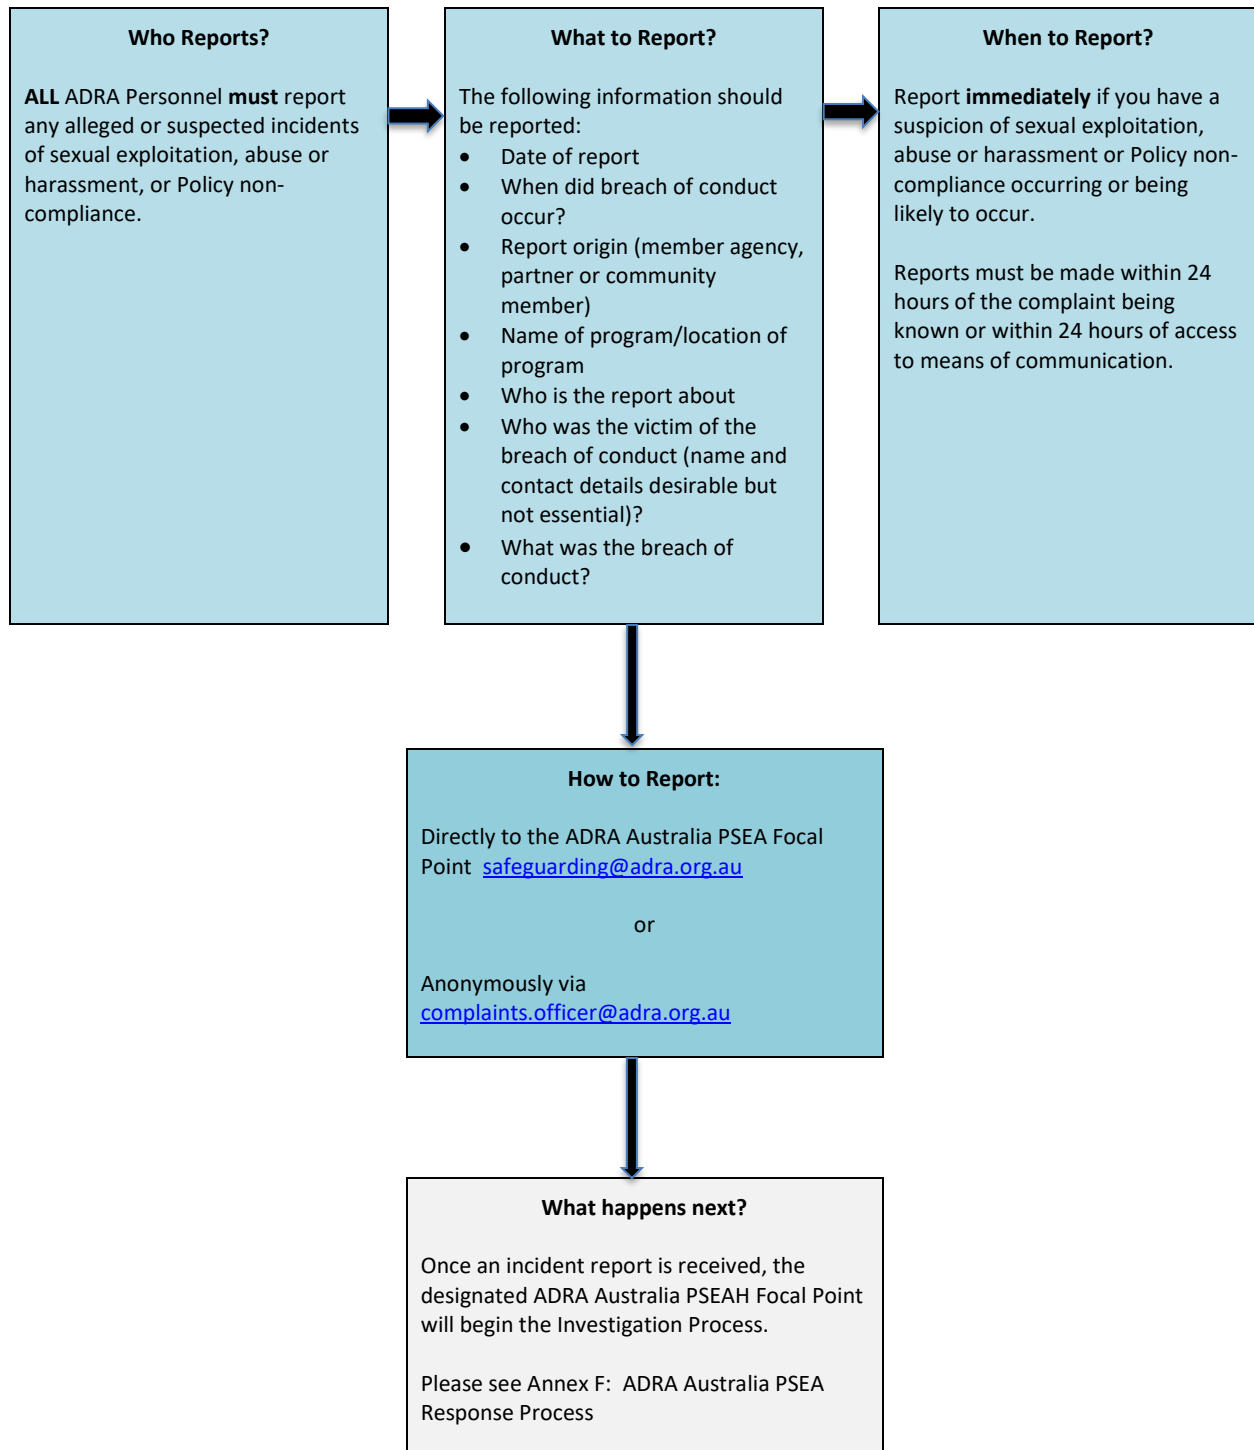 Who Reports?
ALL ADRA Personnel must report
any alleged or suspected incidents
of sexual exploitation, abuse or
harassment, or Policy non-
compliance.
What to Report?
The following information should
be reported:
• Date of report
• When did breach of conduct
occur?
• Report origin (member agency,
partner or community
member)
• Name of program/location of
program
• Who is the report about
• Who was the victim of the
breach of conduct (name and
contact details desirable but
not essential)?
• What was the breach of
conduct?
When to Report?
Report immediately if you have a
suspicion of sexual exploitation,
abuse or harassment or Policy non-
compliance occurring or being
likely to occur.
Reports must be made within 24
hours of the complaint being
known or within 24 hours of access
to means of communication.
How to Report:
Directly to the ADRA Australia PSEA Focal
Point safeguarding@adra.org.au
or
Anonymously via
complaints.officer@adra.org.au
What happens next?
Once an incident report is received, the
designated ADRA Australia PSEAH Focal Point
will begin the Investigation Process.
Please see Annex F: ADRA Australia PSEA
Response Process